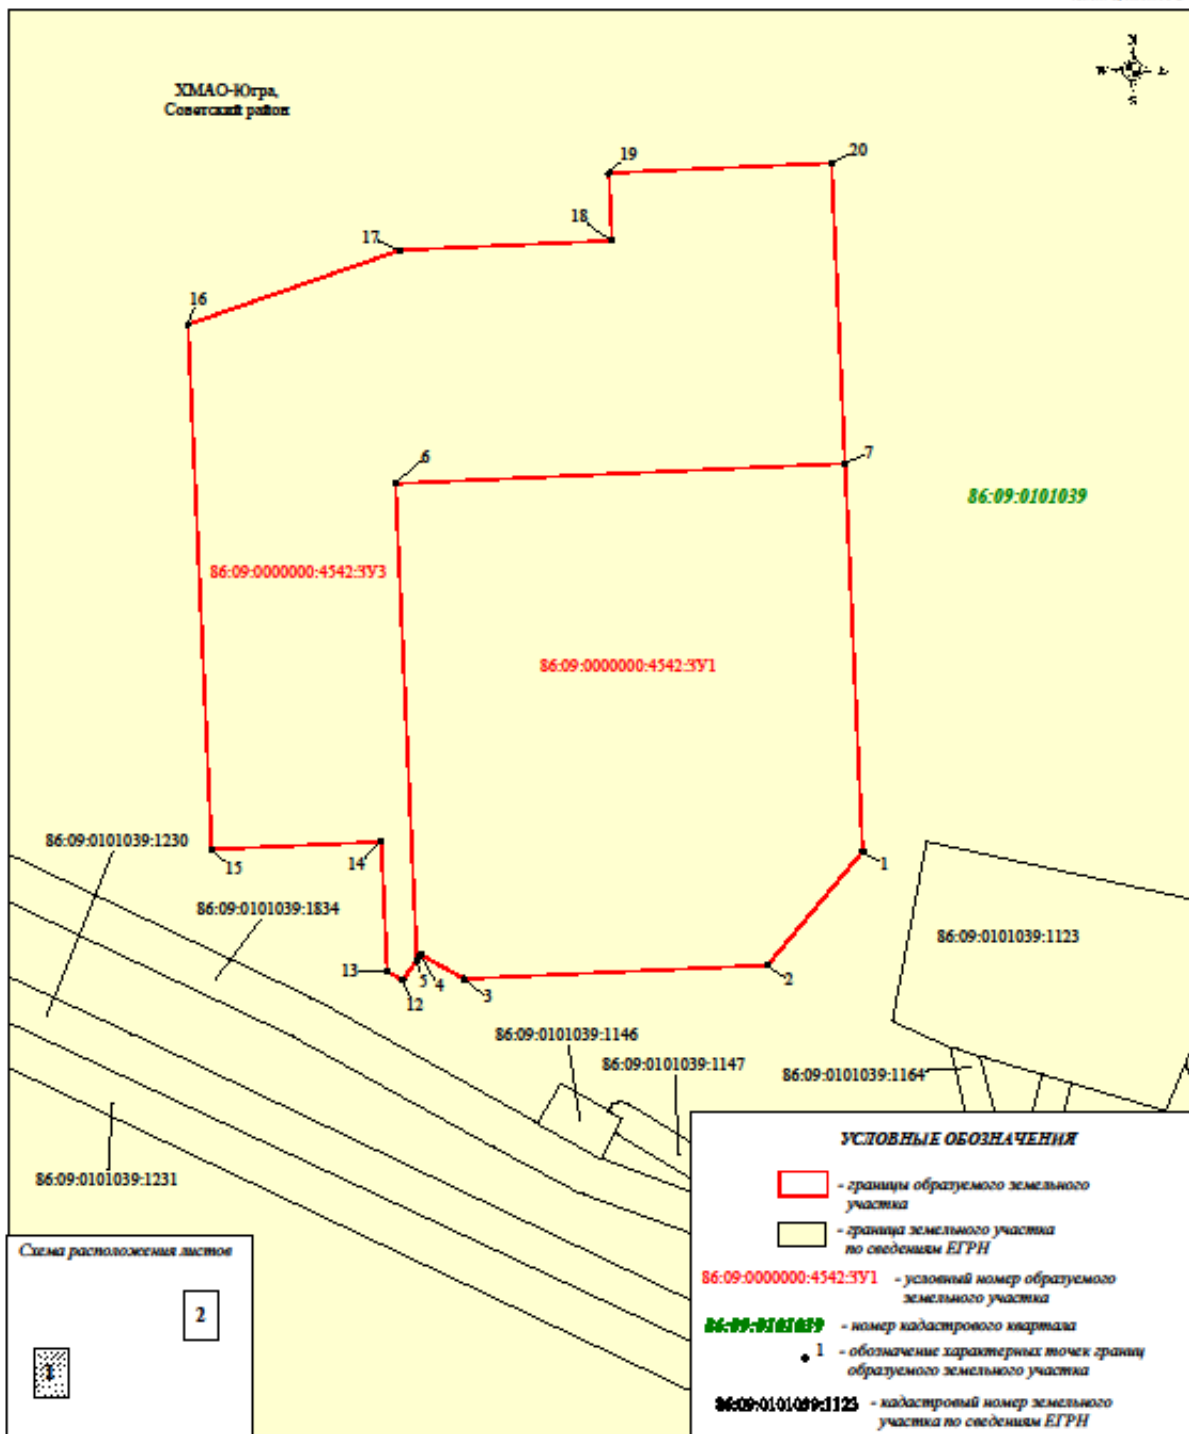 ХМАО-Югра,
Советский район
N
W
E
S
19
20
18
17
16
6
7
86:09:0101039
86:09:0000000:4542:ЗУ3
86:09:0000000:4542:ЗУ1
86:09:0101039:1230
15
14
1
86:09:0101039:1834
86:09:0101039:1123
13
12
5
4
3
2
86:09:0101039:1146
86:09:0101039:1147
86:09:0101039:1164
86:09:0101039:1231
УСЛОВНЫЕ ОБОЗНАЧЕНИЯ
- границы образуемого земельного
участка
- граница земельного участка
по сведениям ЕГРН
86:09:0000000:4542:ЗУ1 - условный номер образуемого
земельного участка
86:09:0101039 - номер кадастрового квартала
1 - обозначение характерных точек границ
образуемого земельного участка
86:09:0101039:1123 - кадастровый номер земельного
участка по сведениям ЕГРН
Схема расположения листов
2
1